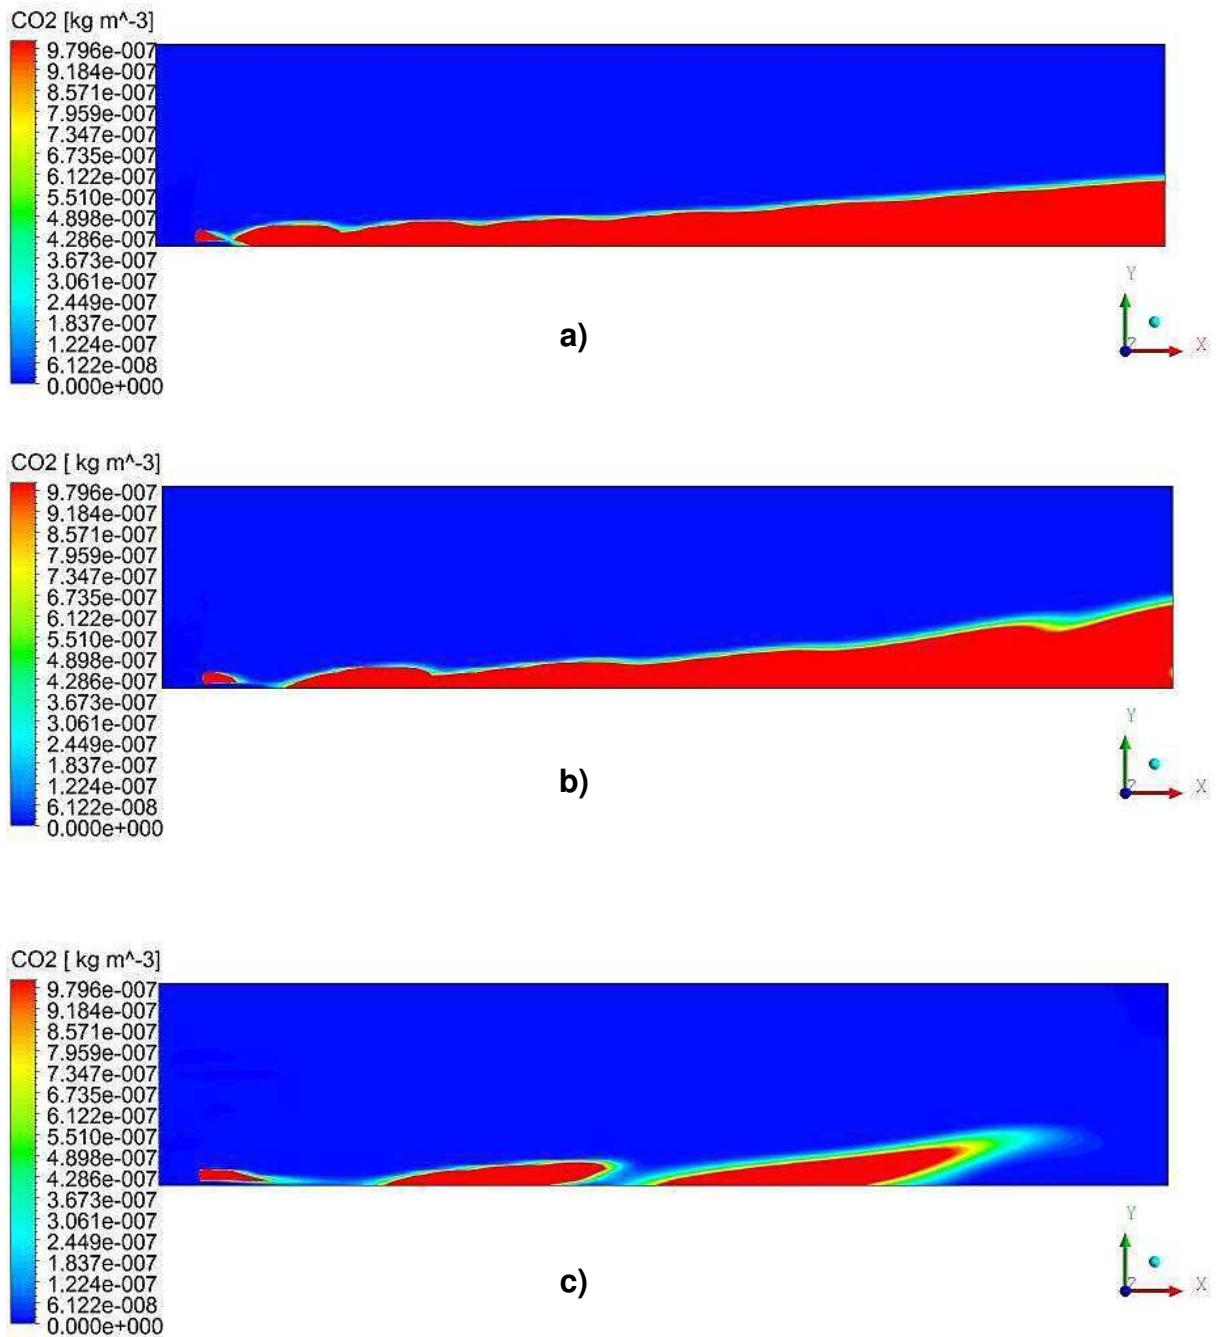 CO2 [kg m^-3]
9.796e-007
9.184e-007
8.571e-007
7.959e-007
7.347e-007
6.735e-007
6.122e-007
5.510e-007
4.898e-007
4.286e-007
3.673e-007
3.061e-007
2.449e-007
1.837e-007
1.224e-007
6.122e-008
0.000e+000
Y
Z
X
a)
CO2 [ kg m^-3]
9.796e-007
9.184e-007
8.571e-007
7.959e-007
7.347e-007
6.735e-007
6.122e-007
5.510e-007
4.898e-007
4.286e-007
3.673e-007
3.061e-007
2.449e-007
1.837e-007
1.224e-007
6.122e-008
0.000e+000
Y
Z
X
b)
CO2 [ kg m^-3]
9.796e-007
9.184e-007
8.571e-007
7.959e-007
7.347e-007
6.735e-007
6.122e-007
5.510e-007
4.898e-007
4.286e-007
3.673e-007
3.061e-007
2.449e-007
1.837e-007
1.224e-007
6.122e-008
0.000e+000
Y
Z
X
c)